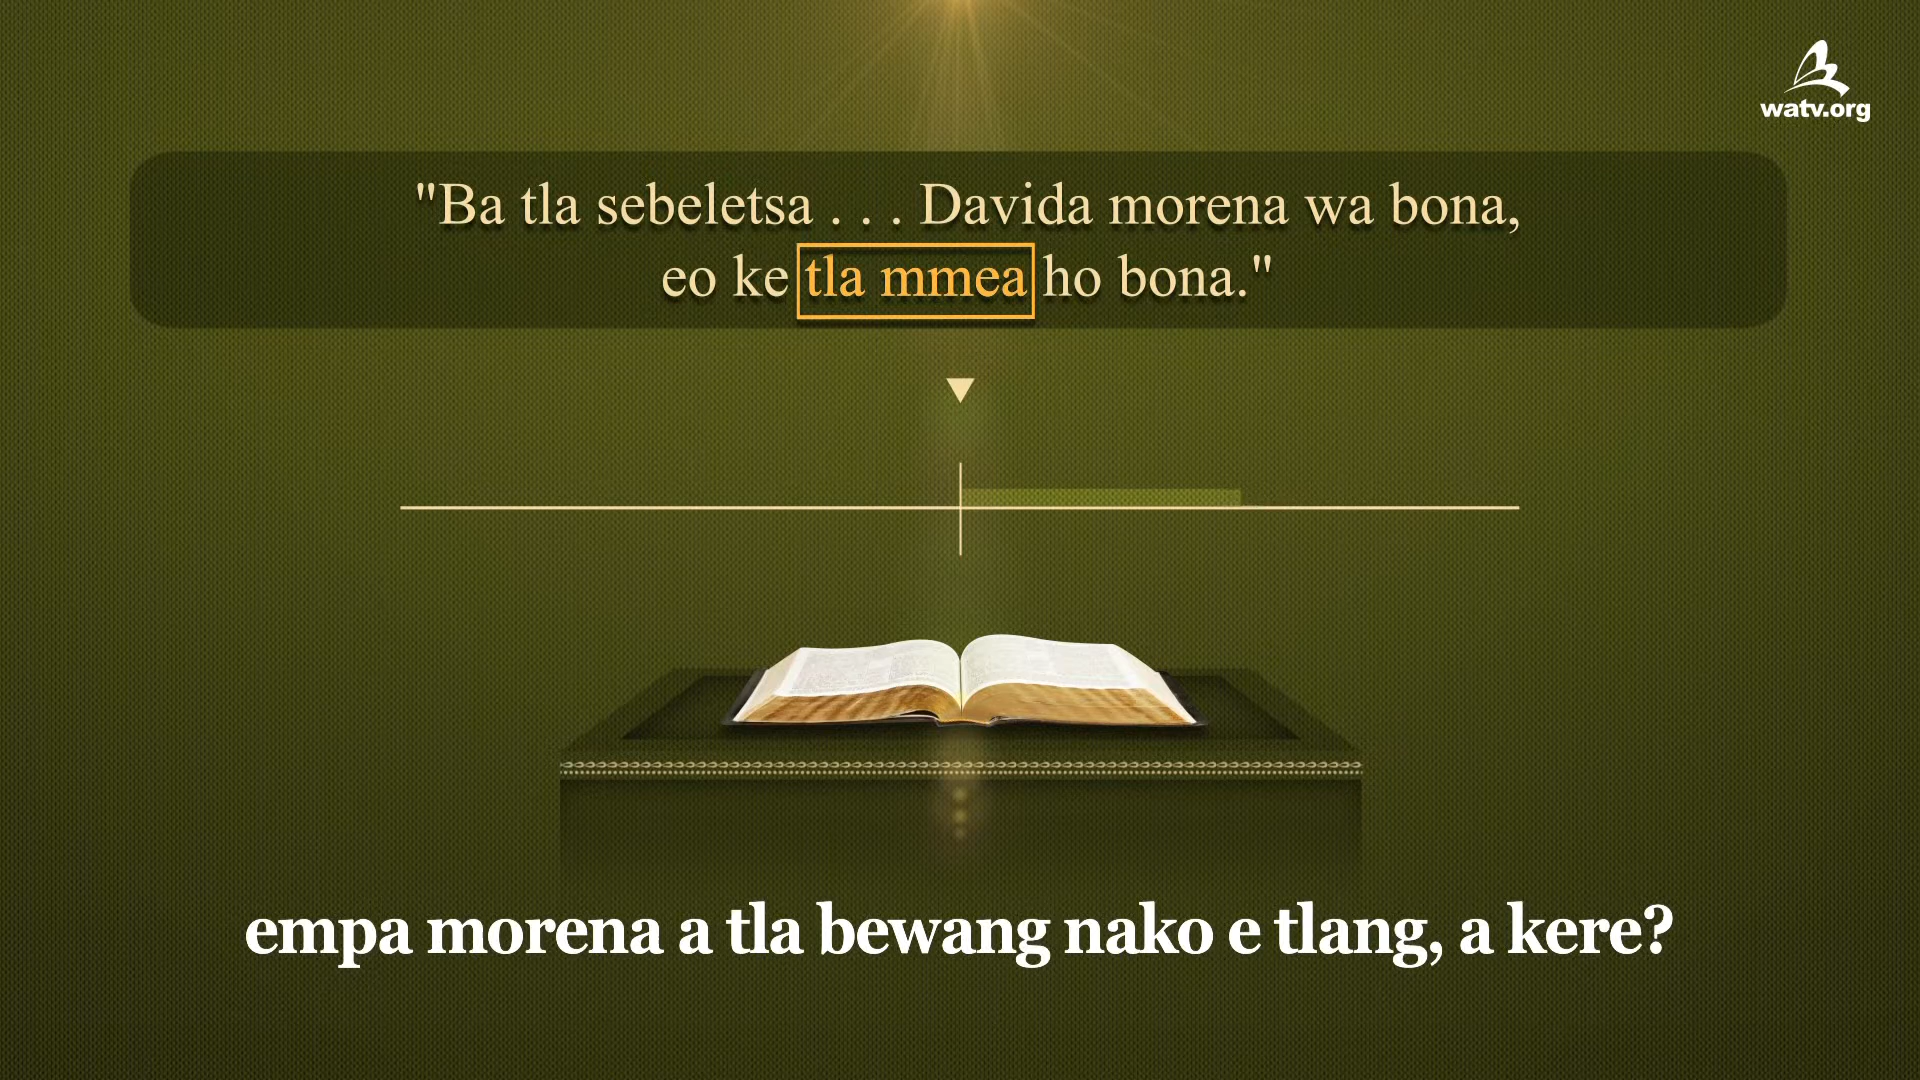 watv.org
"Ba tla sebeletsa . . . Davida morena wa bona,
eo ke tla mmea ho bona."
empa morena a tla bewang nako e tlang, a kere?